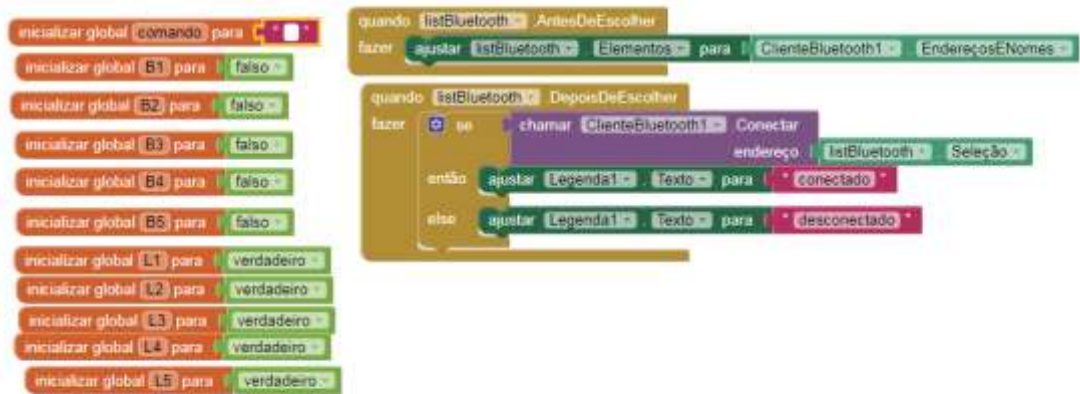 inicializar global comando para " "
inicializar global B1 para falso
inicializar global B2 para falso
inicializar global B3 para falso
inicializar global B4 para falso
inicializar global B5 para falso
inicializar global L1 para verdadeiro
inicializar global L2 para verdadeiro
inicializar global L3 para verdadeiro
inicializar global L4 para verdadeiro
inicializar global L5 para verdadeiro
quando listBluetooth .AntesDeEscolher
fazer ajustar listBluetooth . Elementos para ClienteBluetooth1 . EndereçosENomes
quando listBluetooth .DepoisDeEscolher
fazer se chamar ClienteBluetooth1 .Conectar
endereço listBluetooth . Seleção
então ajustar Legenda1 . Texto para " conectado "
else ajustar Legenda1 . Texto para " desconectado "